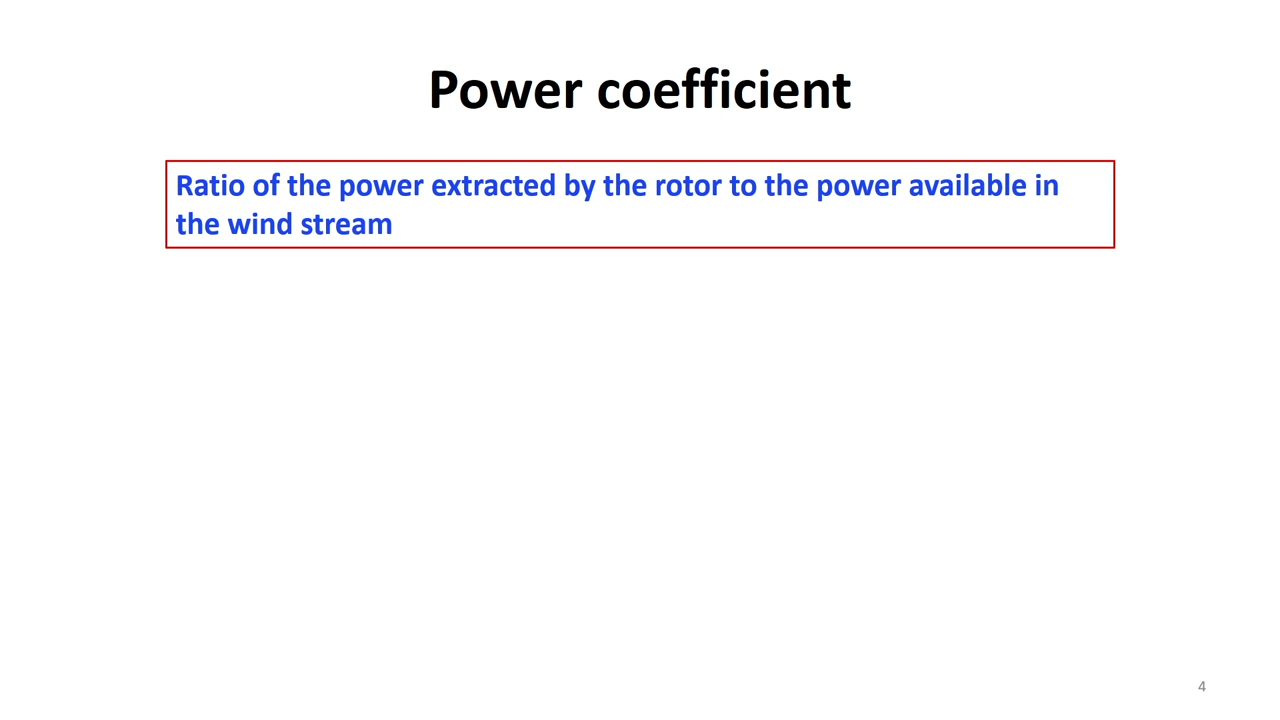 Power coefficient
Ratio of the power extracted by the rotor to the power available in
the wind stream
4